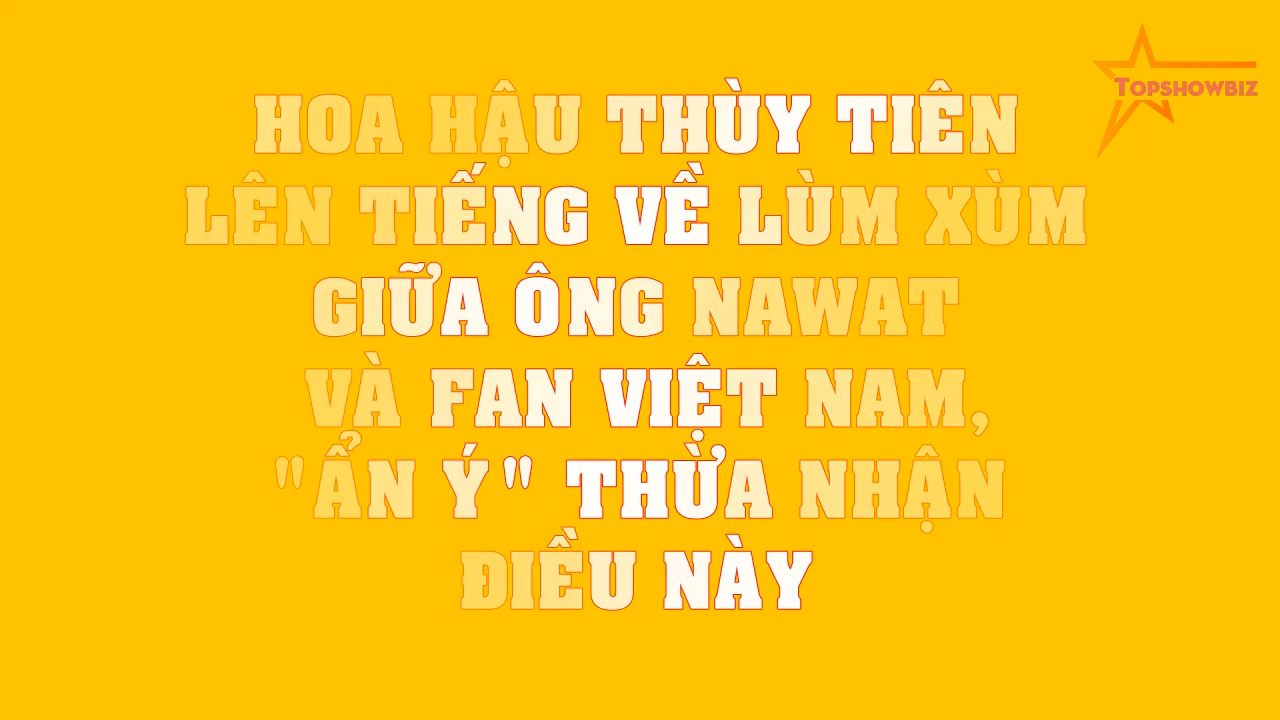 TOPSHOWBIZ
HOA HẬU THÙY TIÊN
LÊN TIẾNG VỀ LÙM XÙM
GIỮA ÔNG NAWAT
VÀ FAN VIỆT NAM,
"ẨN Ý" THỪA NHẬN
ĐIỀU NÀY